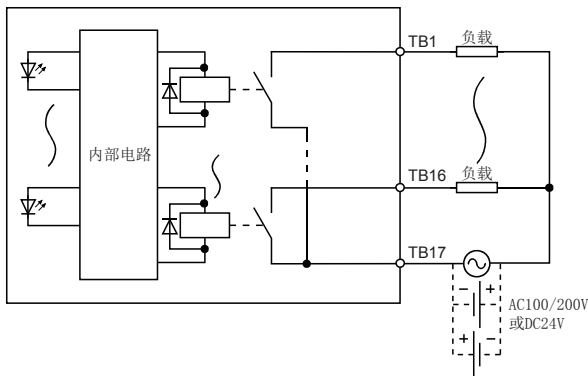 TB1
负载
内部电路
TB16
负载
TB17
− +
AC100/200V
或DC24V
+ −